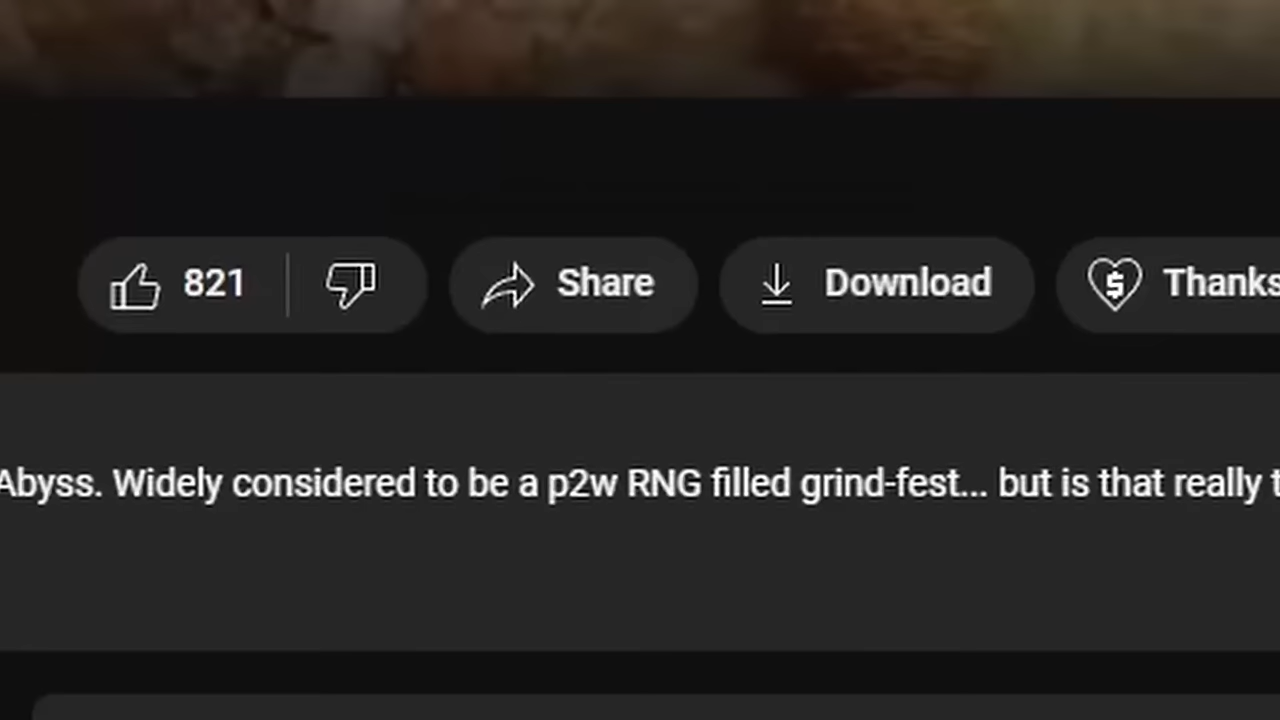 821
Share
Download
Thanks
Abyss. Widely considered to be a p2w RNG filled grind-fest... but is that really t